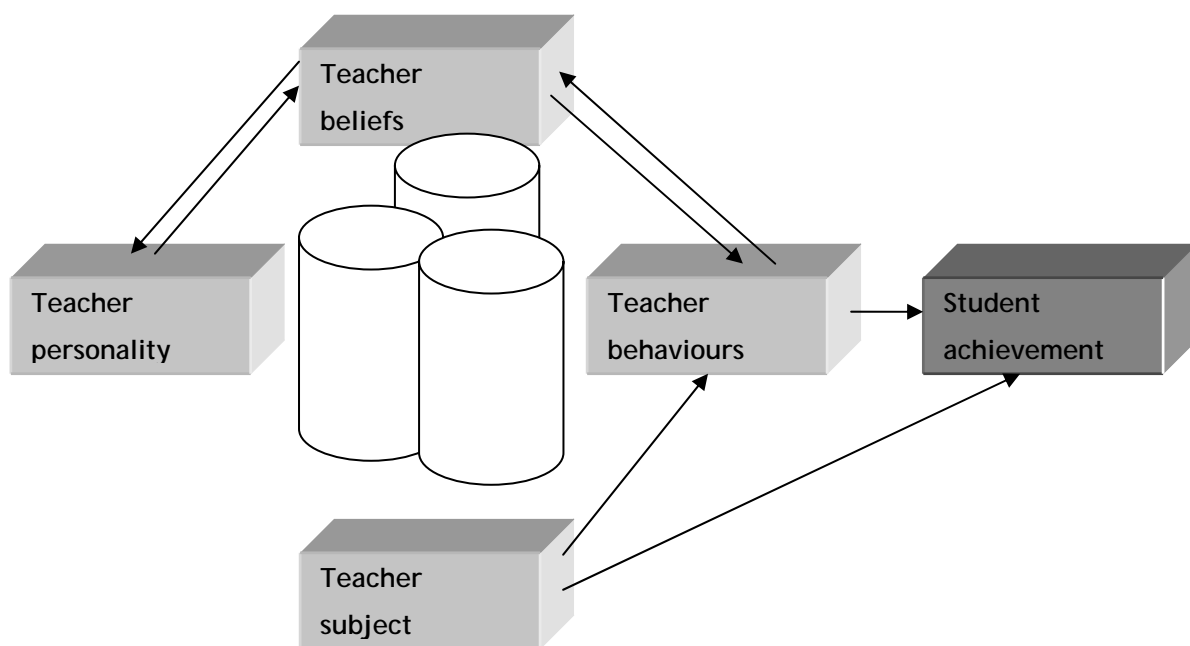 Teacher
beliefs
Teacher
personality
Teacher
behaviours
Student
achievement
Teacher
subject